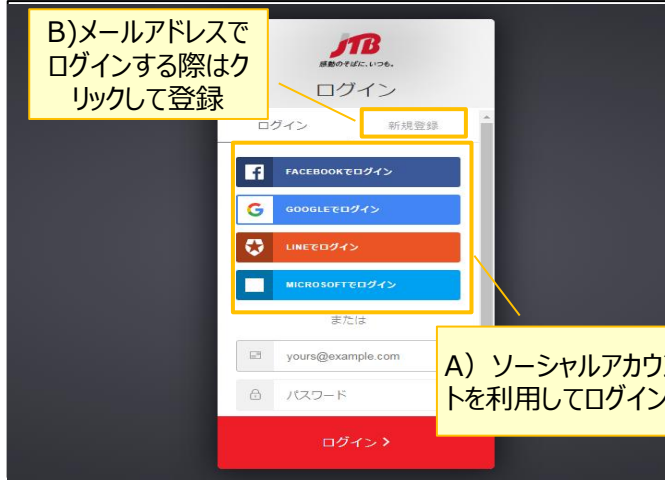 B)メールアドレスで
ログインする際はク
リックして登録
JTB
感動のそばに、いつも。
ログイン
ログイン
新規登録
FACEBOOKでログイン
GOOGLEでログイン
LINEでログイン
MICROSOFTでログイン
または
yours@example.com
パスワード
A) ソーシャルアカウン
トを利用してログイン
ログイン >